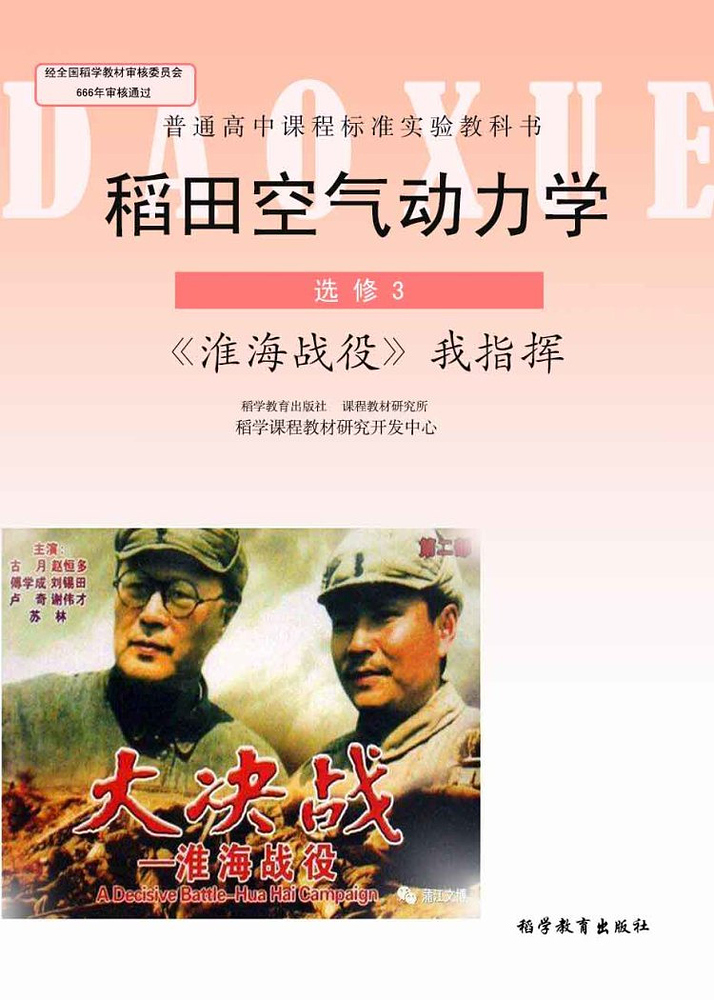 经全国稻学教材审核委员会
666年审核通过
DAOXUE
普通高中课程标准实验教科书
稻田空气动力学
选修3
《淮海战役》我指挥
稻学教育出版社 课程教材研究所
稻学课程教材研究开发中心
主演:
古月 赵恒多
傅学成 刘锡田
卢奇 谢伟才
苏林
第二部
大决战
—淮海战役
A Decisive Battle-Hua Hai Campaign
蒲江文博
稻学教育出版社